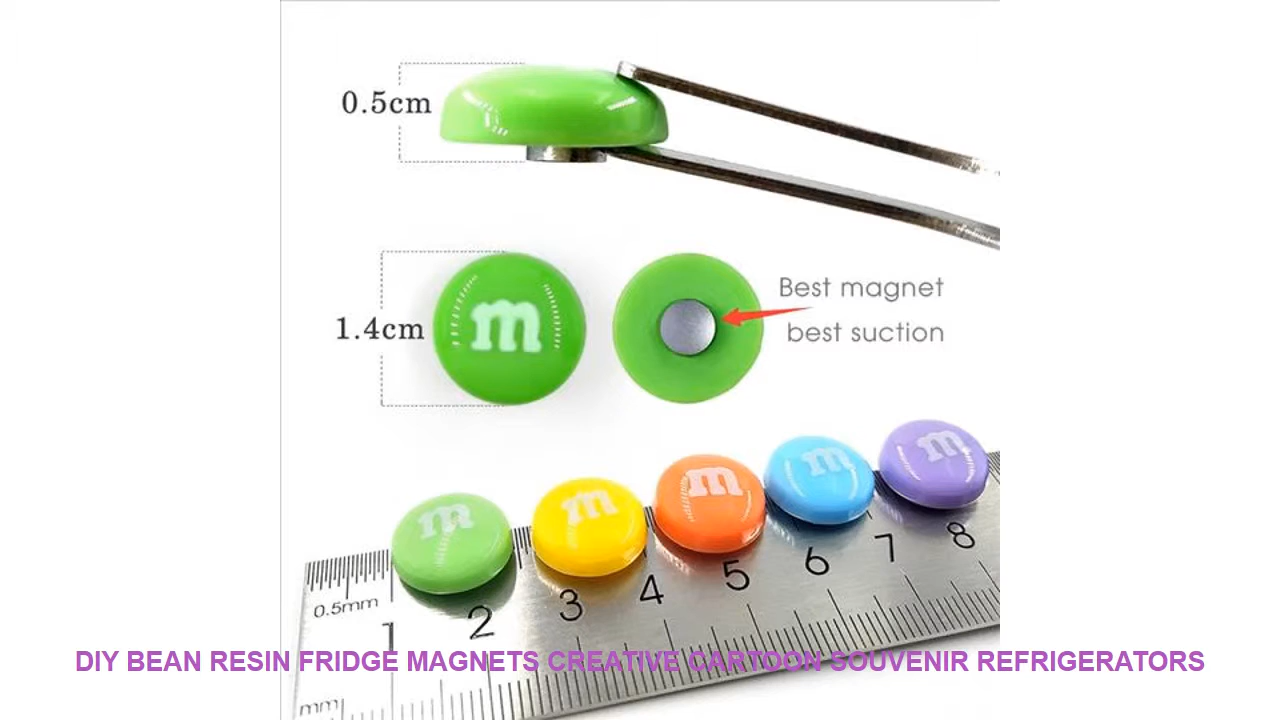 0.5cm
1.4cm
m
Best magnet
best suction
m
m
m
m
m
0.5mm
1 2 3 4 5 6 7 8
DIY BEAN RESIN FRIDGE MAGNETS CREATIVE CARTOON SOUVENIR REFRIGERATORS
mm